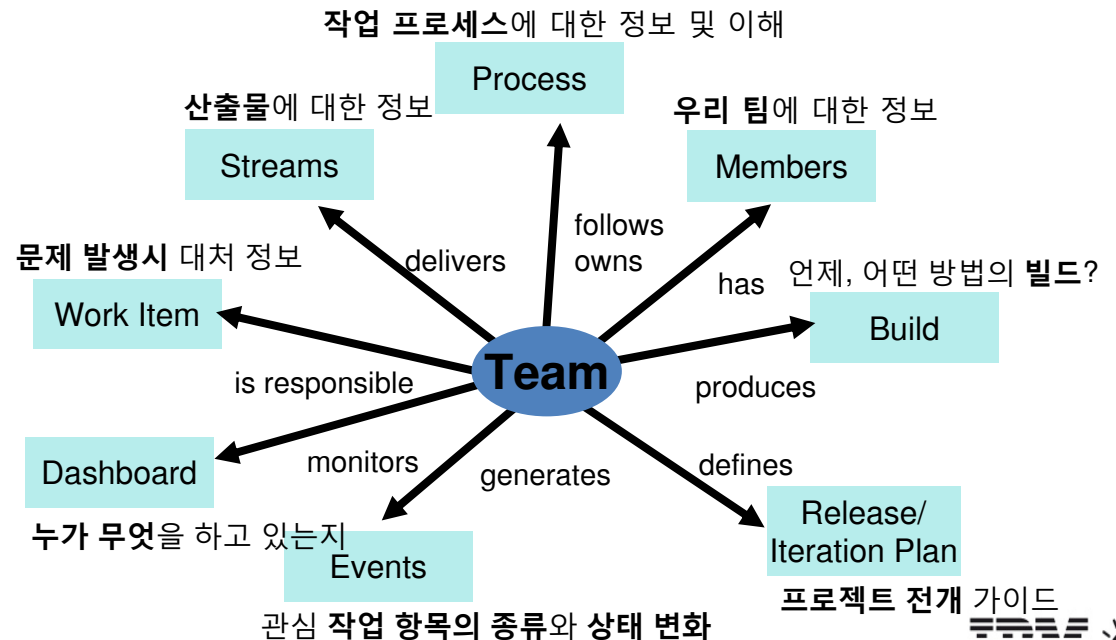 작업 프로세스에 대한 정보 및 이해
Process
산출물에 대한 정보
우리 팀에 대한 정보
Streams
Members
follows
owns
delivers
has
문제 발생시 대처 정보
언제, 어떤 방법의 빌드?
Work Item
Build
Team
is responsible
produces
Dashboard
monitors
generates
defines
Release/
Iteration Plan
누가 무엇을 하고 있는지
Events
프로젝트 전개 가이드
관심 작업 항목의 종류와 상태 변화